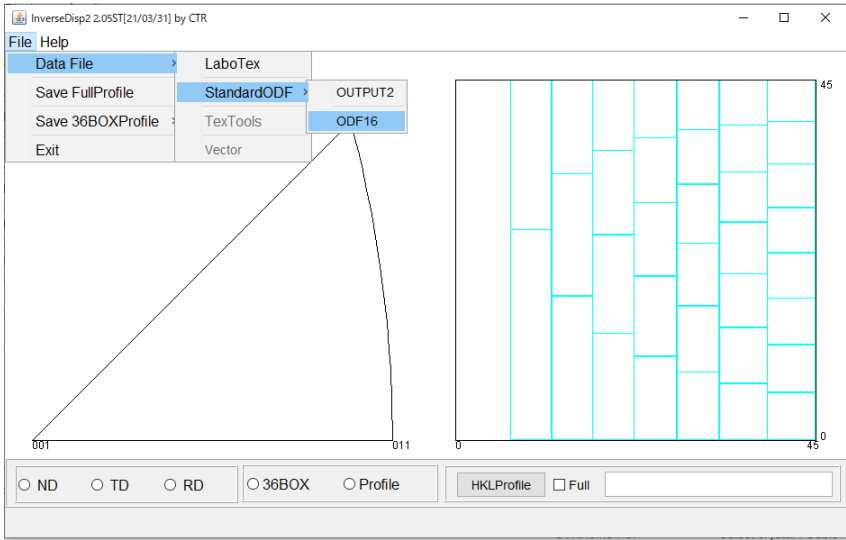 InverseDisp2 2.05ST[21/03/31] by CTR
File Help
Data File
LaboTex
Save FullProfile
StandardODF
OUTPUT2
Save 36BOXProfile
TexTools
ODF16
Exit
Vector
45
001
011
0
45
0
ND TD RD 36BOX Profile HKLProfile Full